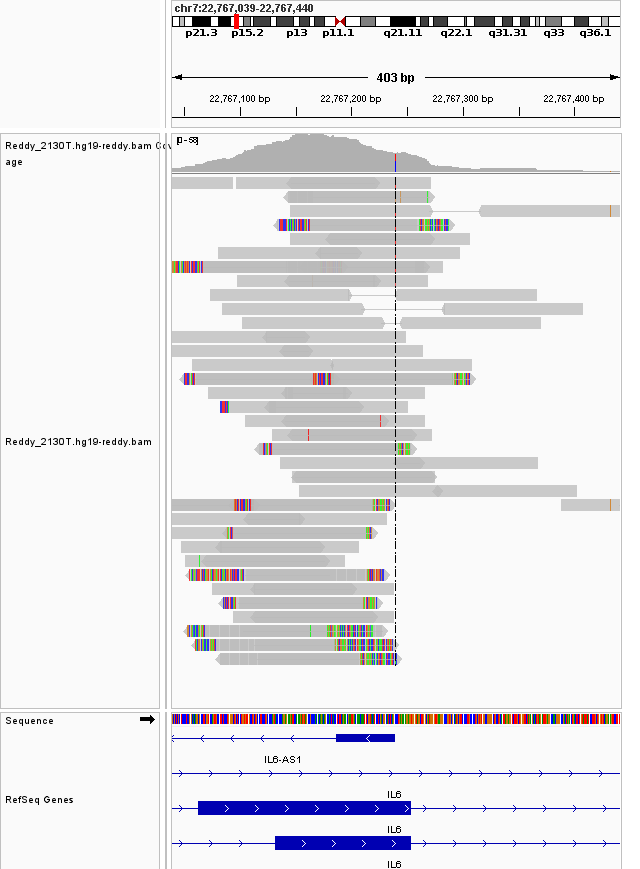 chr7:22,767,039-22,767,440
p21.3 p15.2 p13 p11.1 q21.11 q22.1 q31.31 q33 q36.1
403 bp
22,767,100 bp 22,767,200 bp 22,767,300 bp 22,767,400 bp
Reddy_2130T.hg19-reddy.bam Cov
age
[0-58]
Reddy_2130T.hg19-reddy.bam
Sequence
IL6-AS1
RefSeq Genes
IL6
IL6
IL6